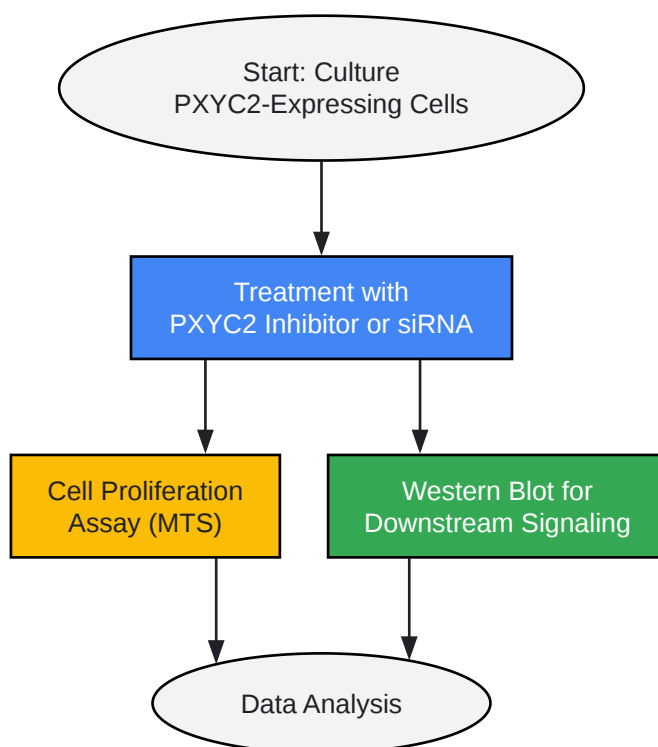 Start: Culture
PXYC2-Expressing Cells
Treatment with
PXYC2 Inhibitor or siRNA
Cell Proliferation
Assay (MTS)
Western Blot for
Downstream Signaling
Data Analysis